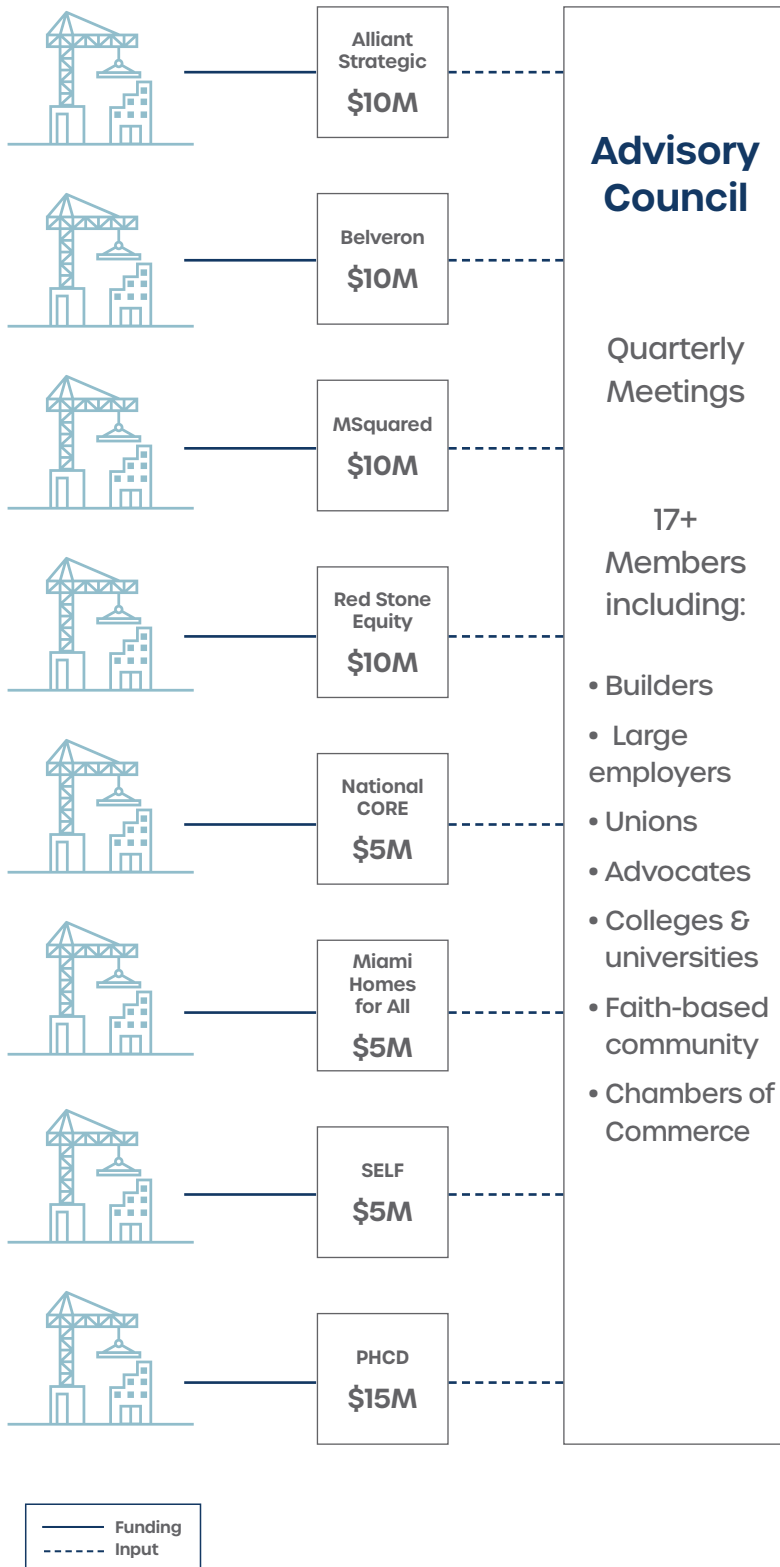 Alliant
Strategic
$10M
Belveron
$10M
MSquared
$10M
Red Stone
Equity
$10M
National
CORE
$5M
Miami
Homes
for All
$5M
SELF
$5M
PHCD
$15M
Advisory
Council
Quarterly
Meetings
17+
Members
including:
• Builders
• Large
employers
• Unions
• Advocates
• Colleges &
universities
• Faith-based
community
• Chambers of
Commerce
Funding
Input